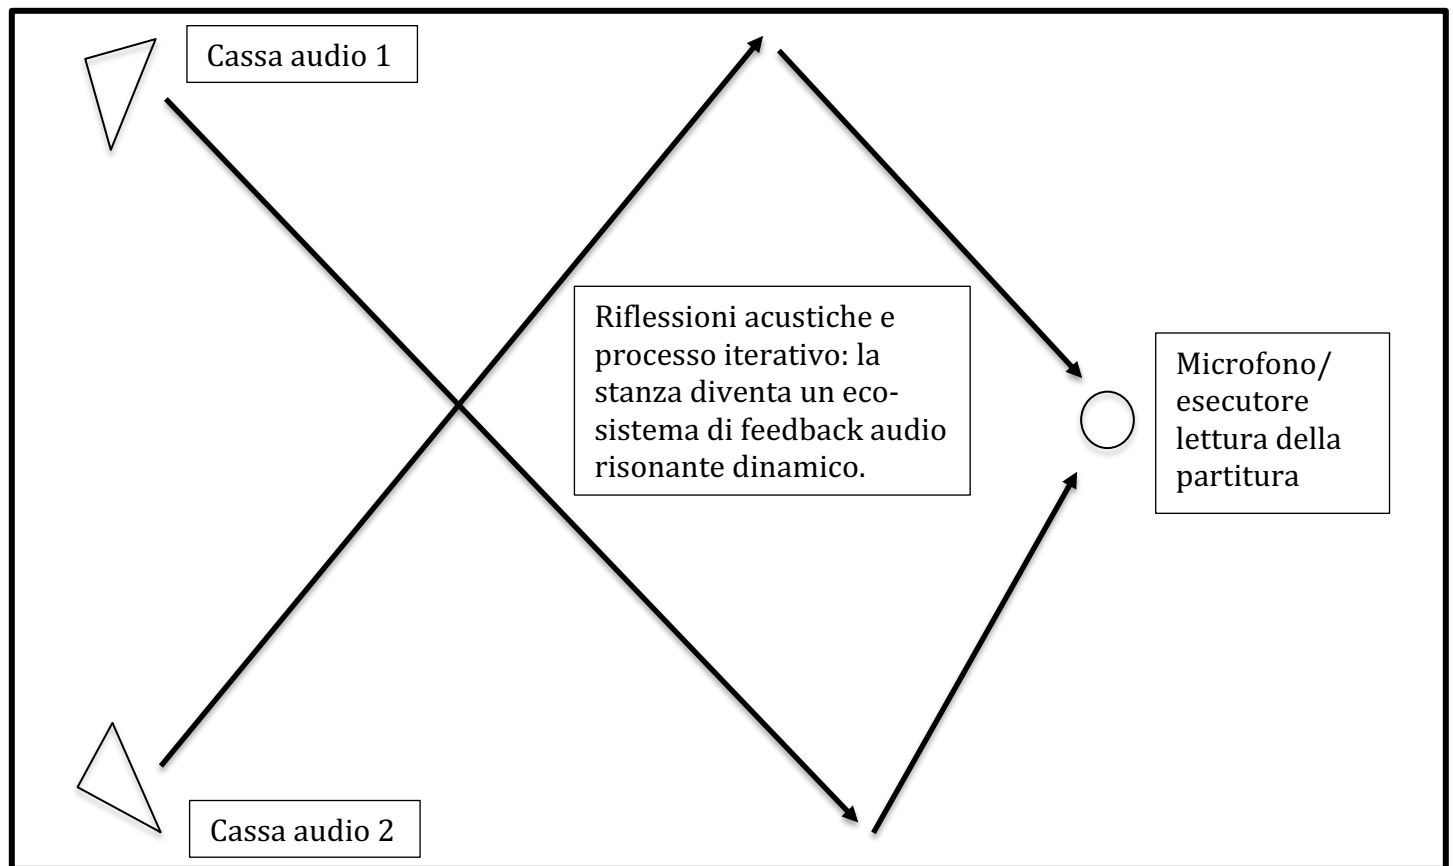 Cassa audio 1
Riflessioni acustiche e
processo iterativo: la
stanza diventa un eco-
sistema di feedback audio
risonante dinamico.
Microfono/
esecutore
lettura della
partitura
Cassa audio 2